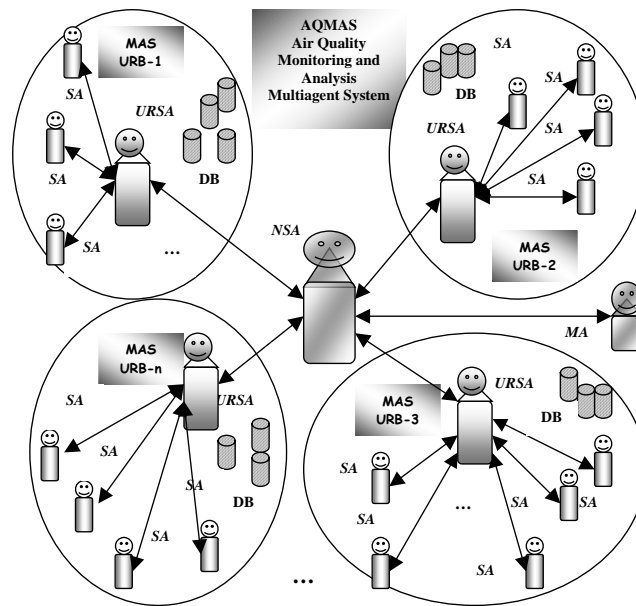 AQMAS
Air Quality
Monitoring and
Analysis
Multiagent System
MAS
URB-1
SA
URSA
SA
SA
DB
...
SA
DB
SA
URSA
SA
SA
MAS
URB-2
NSA
MA
MAS
URB-n
URSA
SA
SA
SA
SA
DB
...
MAS
URB-3
URSA
DB
SA
SA
SA
SA
...
SA